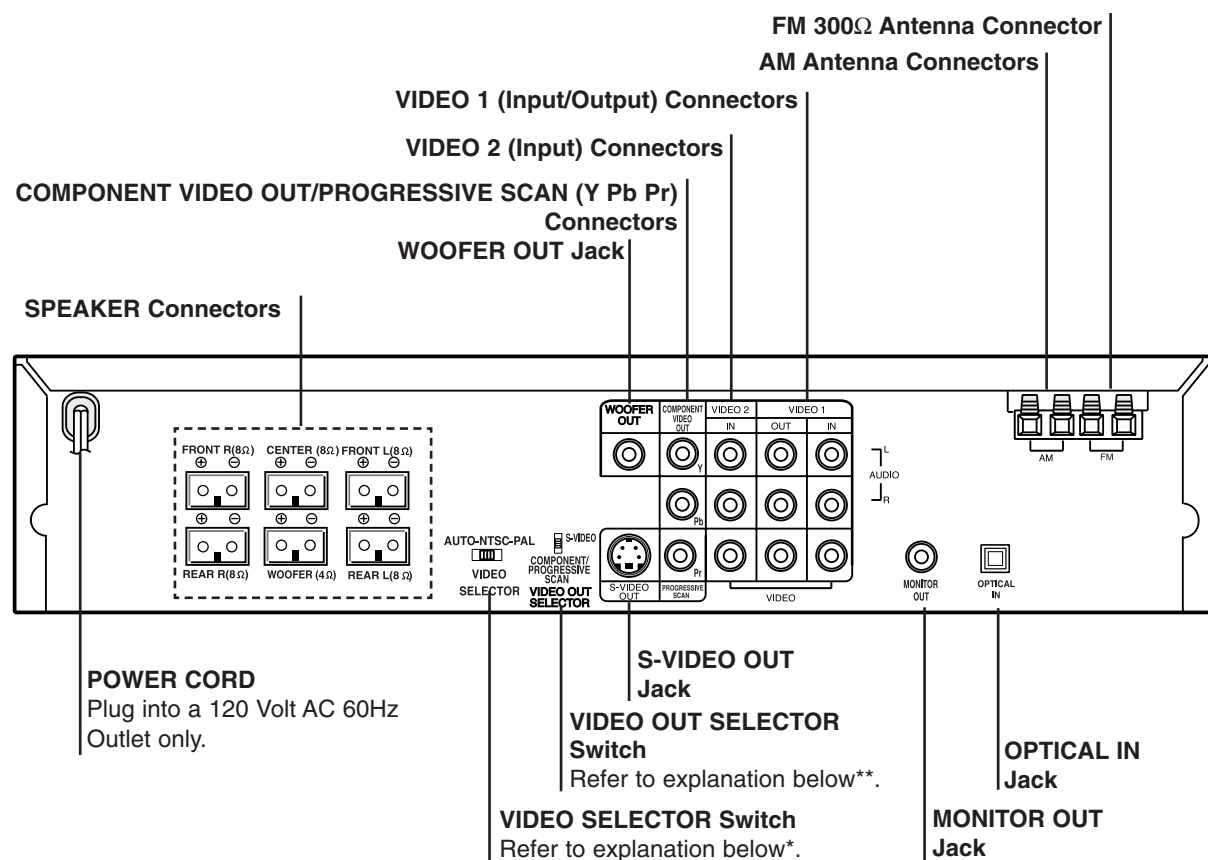 FM 300Ω Antenna Connector
AM Antenna Connectors
VIDEO 1 (Input/Output) Connectors
VIDEO 2 (Input) Connectors
COMPONENT VIDEO OUT/PROGRESSIVE SCAN (Y Pb Pr)
Connectors
WOOFER OUT Jack
SPEAKER Connectors
WOOFER
OUT
COMPONENT
VIDEO
OUT
VIDEO 2
VIDEO 1
IN
OUT
IN
Y
Pb
Pr
L
AUDIO
R
AM
FM
FRONT R(8Ω)
CENTER (8Ω)
FRONT L(8Ω)
⊕ ⊖
⊕ ⊖
⊕ ⊖
⊕ ⊖
⊕ ⊖
⊕ ⊖
REAR R(8Ω)
WOOFER (4Ω)
REAR L(8Ω)
AUTO-NTSC-PAL
VIDEO
SELECTOR
S-VIDEO
COMPONENT/
PROGRESSIVE
SCAN
VIDEO OUT
SELECTOR
S-VIDEO
OUT
PROGRESSIVE
SCAN
VIDEO
MONITOR
OUT
OPTICAL
IN
POWER CORD
Plug into a 120 Volt AC 60Hz
Outlet only.
S-VIDEO OUT
Jack
VIDEO OUT SELECTOR
Switch
Refer to explanation below**.
VIDEO SELECTOR Switch
Refer to explanation below*.
OPTICAL IN
Jack
MONITOR OUT
Jack